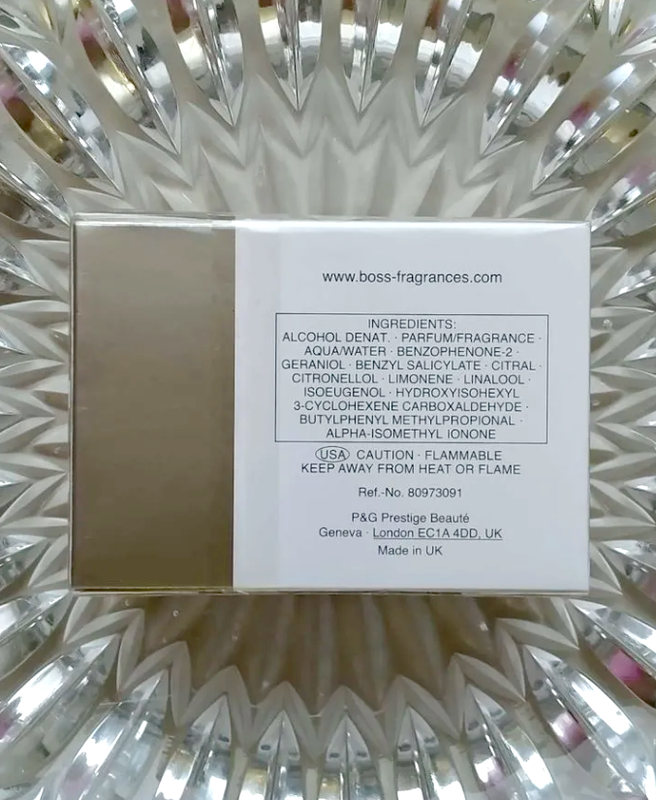 www.boss-fragrances.com
INGREDIENTS:
ALCOHOL DENAT. · PARFUM/FRAGRANCE ·
AQUA/WATER · BENZOPHENONE-2 ·
GERANIOL · BENZYL SALICYLATE · CITRAL ·
CITRONELLOL · LIMONENE · LINALOOL ·
ISOEUGENOL · HYDROXYISOHEXYL
3-CYCLOHEXENE CARBOXALDEHYDE ·
BUTYLPHENYL METHYLPROPIONAL ·
ALPHA-ISOMETHYL IONONE
USA CAUTION · FLAMMABLE
KEEP AWAY FROM HEAT OR FLAME
Ref.-No. 80973091
P&G Prestige Beauté
Geneva · London EC1A 4DD, UK
Made in UK